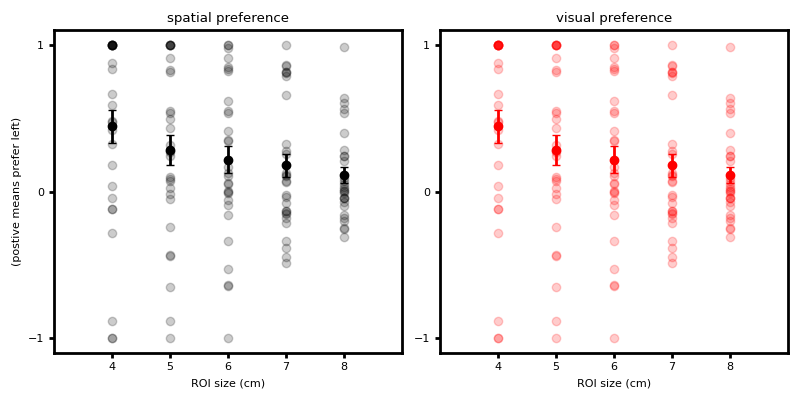 spatial preference
visual preference
(postive means prefer left)
1
0
−1
4 5 6 7 8
ROI size (cm)
1
0
−1
4 5 6 7 8
ROI size (cm)